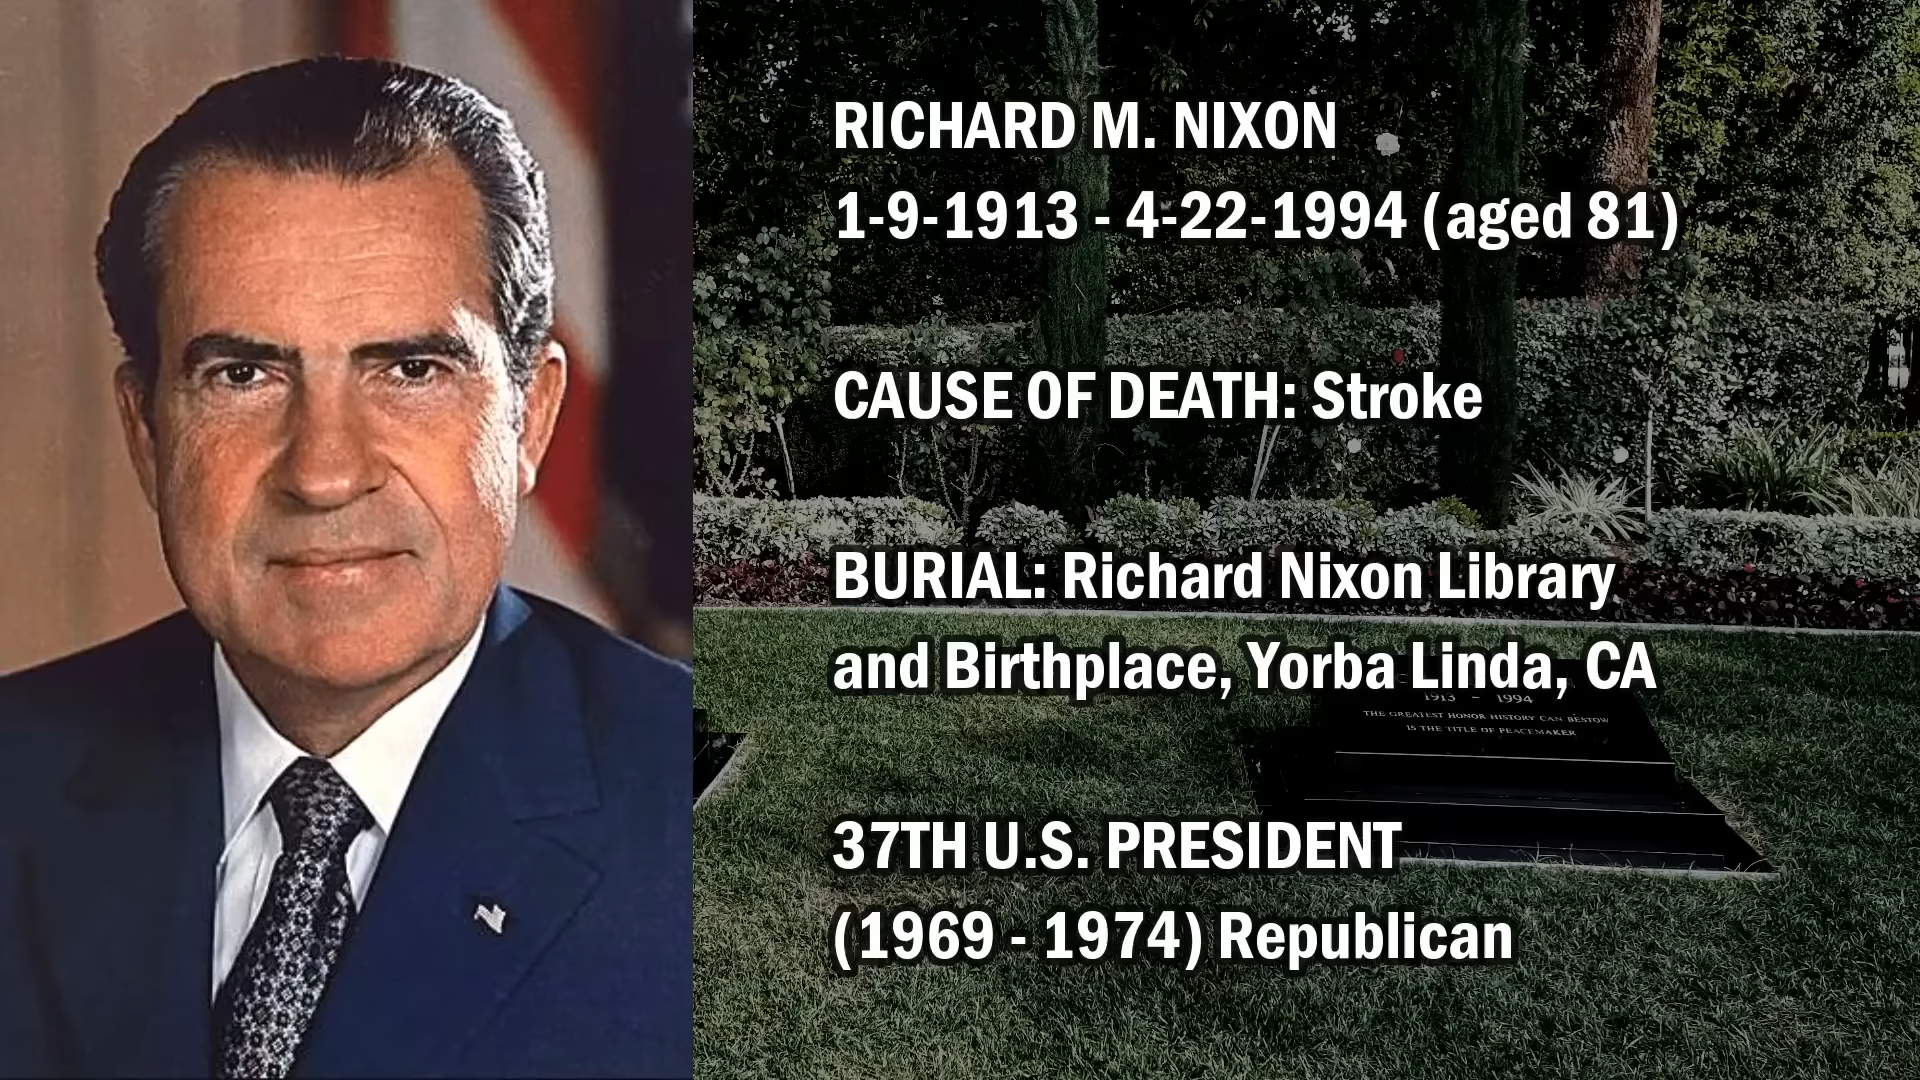 RICHARD M. NIXON
1-9-1913 - 4-22-1994 (aged 81)
CAUSE OF DEATH: Stroke
BURIAL: Richard Nixon Library
and Birthplace, Yorba Linda, CA
1913 – 1994
THE GREATEST HONOR HISTORY CAN BESTOW
IS THE TITLE OF PEACEMAKER
37TH U.S. PRESIDENT
(1969 - 1974) Republican